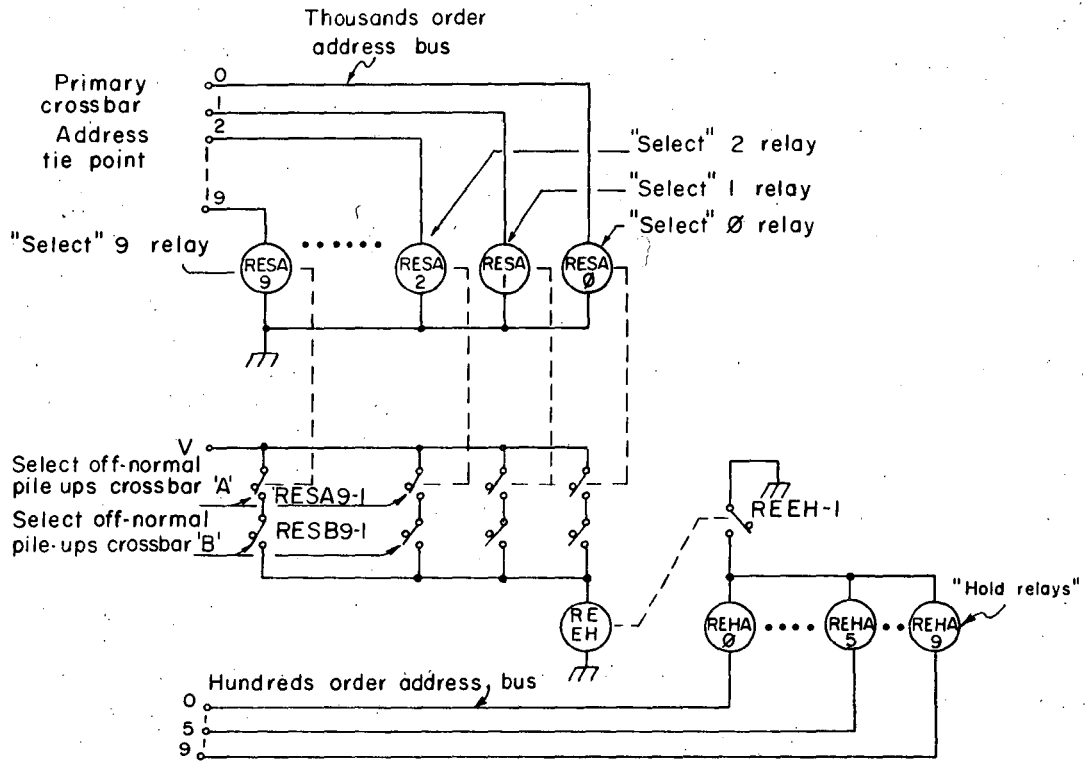 Thousands order
address bus
Primary
crossbar
Address
tie point
0
1
2
9
"Select" 2 relay
"Select" 1 relay
"Select" Ø relay
"Select" 9 relay
RESA
9
RESA
2
RESA
1
RESA
Ø
V
Select off-normal
pile ups crossbar 'A'
RESA9-1
Select off-normal
pile-ups crossbar 'B'
RESB9-1
REEH-1
"Hold relays"
RE
EH
REHA
Ø
REHA
5
REHA
9
Hundreds order address bus
0
5
9